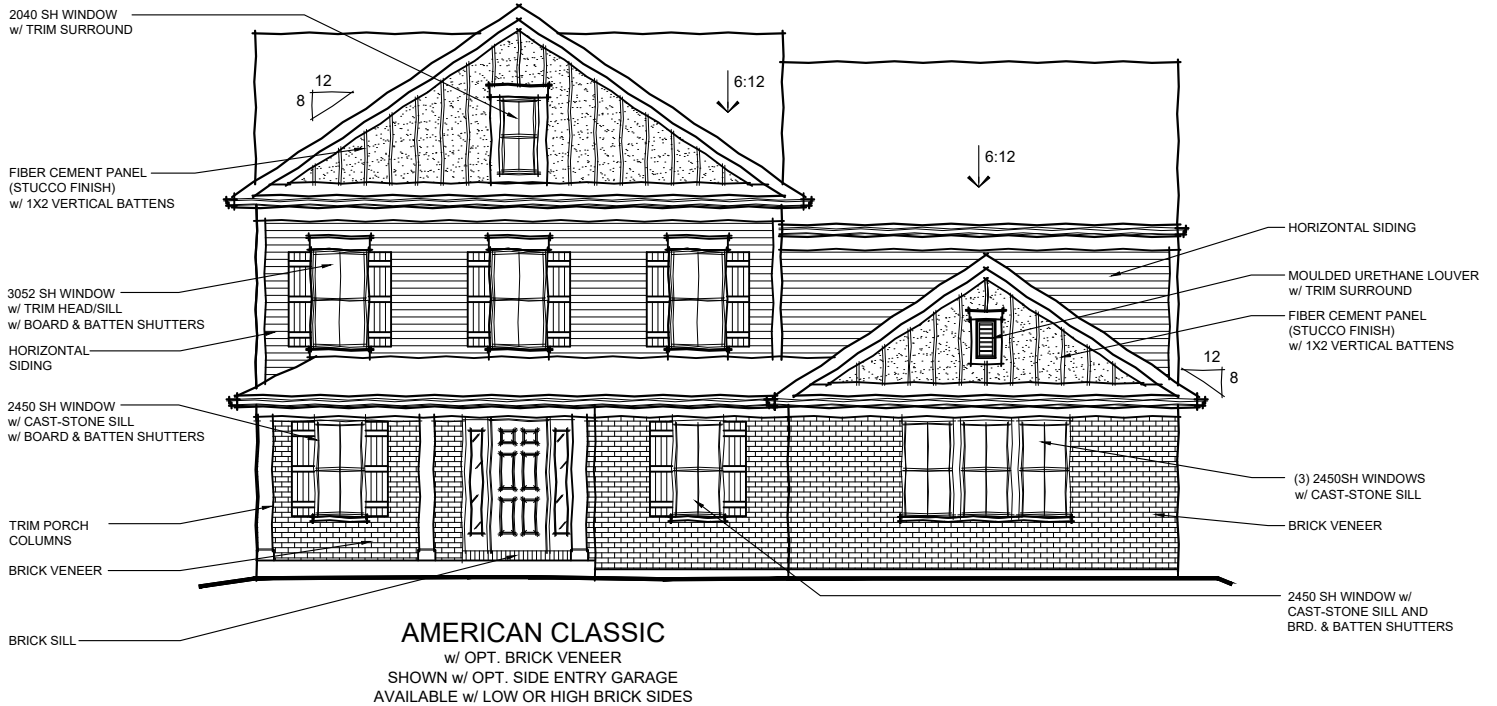 2040 SH WINDOW
w/ TRIM SURROUND
12
8
6:12
6:12
FIBER CEMENT PANEL
(STUCCO FINISH)
w/ 1X2 VERTICAL BATTENS
3052 SH WINDOW
w/ TRIM HEAD/SILL
w/ BOARD & BATTEN SHUTTERS
HORIZONTAL
SIDING
2450 SH WINDOW
w/ CAST-STONE SILL
w/ BOARD & BATTEN SHUTTERS
TRIM PORCH
COLUMNS
BRICK VENEER
BRICK SILL
HORIZONTAL SIDING
MOULDED URETHANE LOUVER
w/ TRIM SURROUND
FIBER CEMENT PANEL
(STUCCO FINISH)
w/ 1X2 VERTICAL BATTENS
12
8
(3) 2450SH WINDOWS
w/ CAST-STONE SILL
BRICK VENEER
2450 SH WINDOW w/
CAST-STONE SILL AND
BRD. & BATTEN SHUTTERS
AMERICAN CLASSIC
w/ OPT. BRICK VENEER
SHOWN w/ OPT. SIDE ENTRY GARAGE
AVAILABLE w/ LOW OR HIGH BRICK SIDES